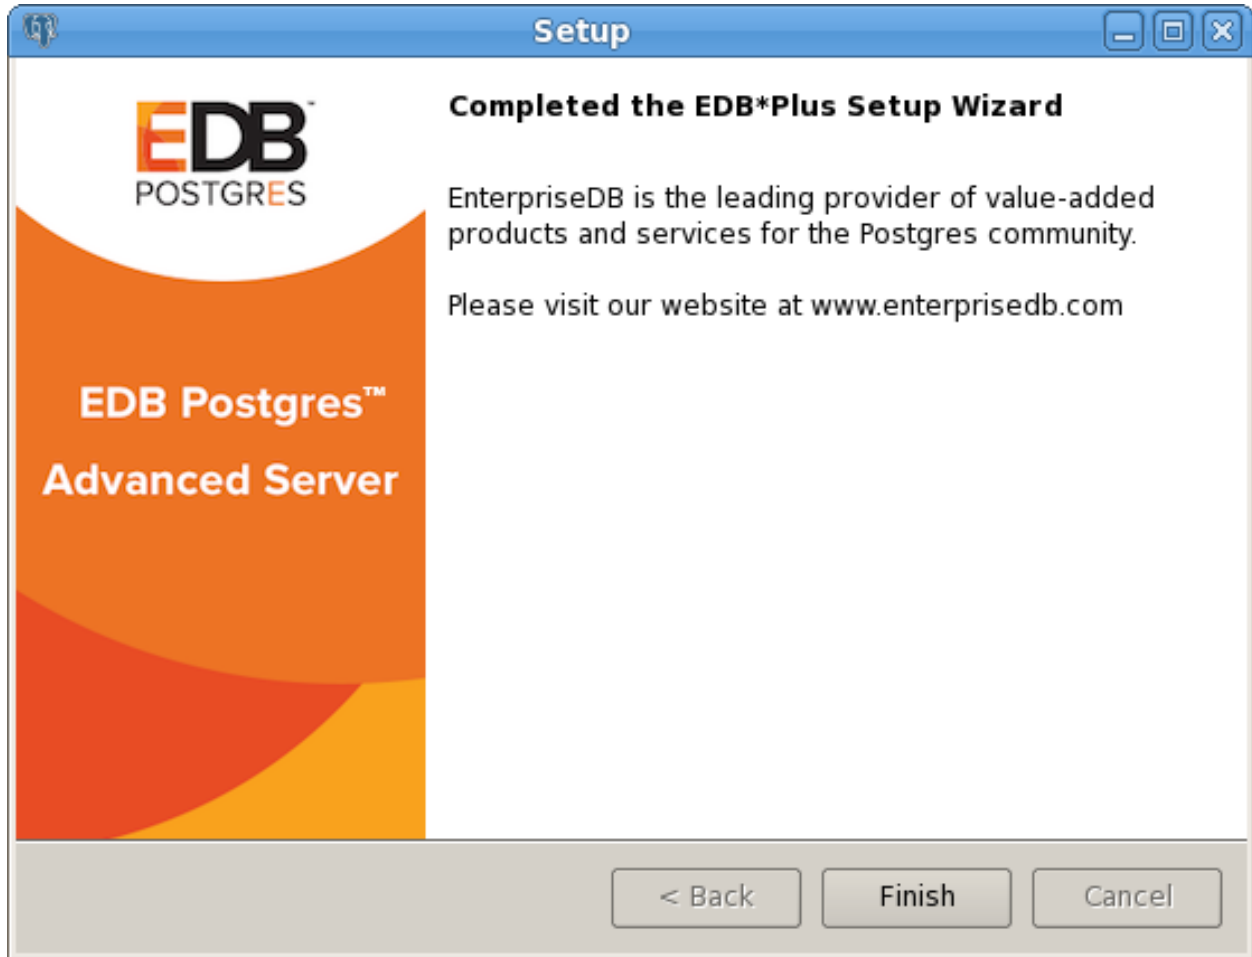 Setup
EDB™
POSTGRES
EDB Postgres™
Advanced Server
Completed the EDB*Plus Setup Wizard
EnterpriseDB is the leading provider of value-added
products and services for the Postgres community.
Please visit our website at www.enterprisedb.com
< Back
Finish
Cancel